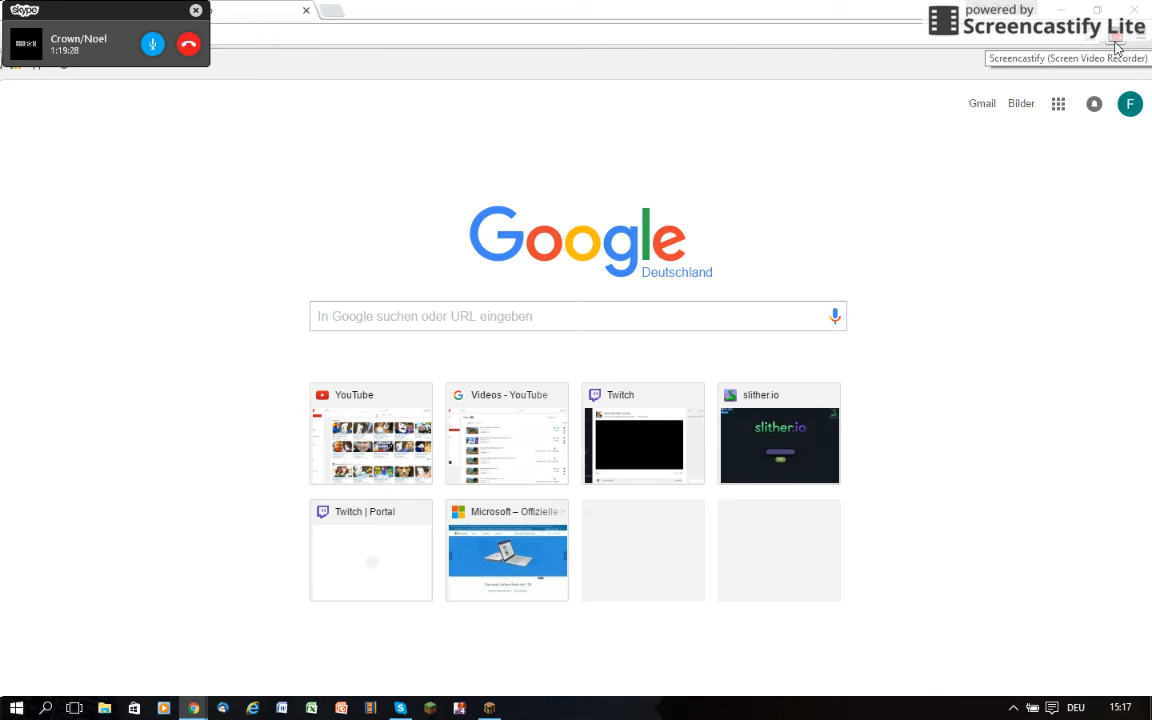 skype
powered by
Screencastify Lite
Crown/Noel
1:19:28
Screencastify (Screen Video Recorder)
Gmail
Bilder
F
Google
Deutschland
In Google suchen oder URL eingeben
YouTube
Videos - YouTube
Twitch
slither.io
slither.io
Twitch | Portal
Microsoft – Offizielle H
DEU
15:17